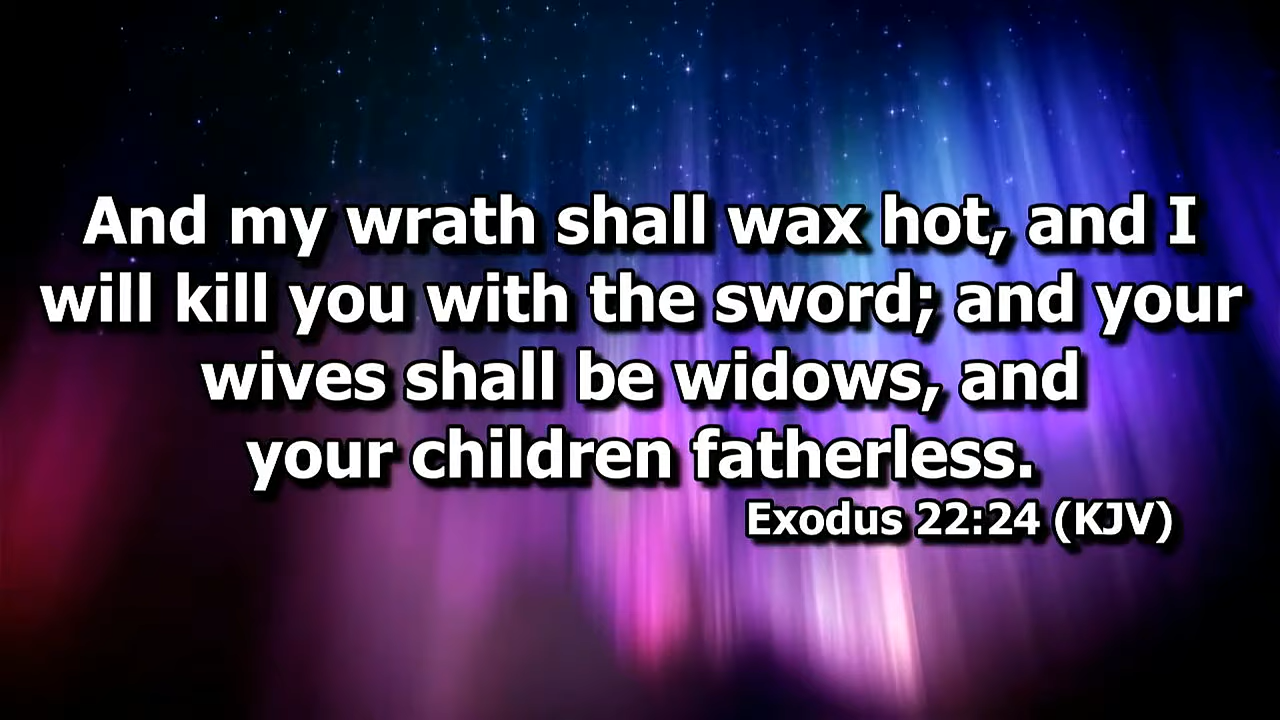 And my wrath shall wax hot, and I
will kill you with the sword; and your
wives shall be widows, and
your children fatherless.
Exodus 22:24 (KJV)